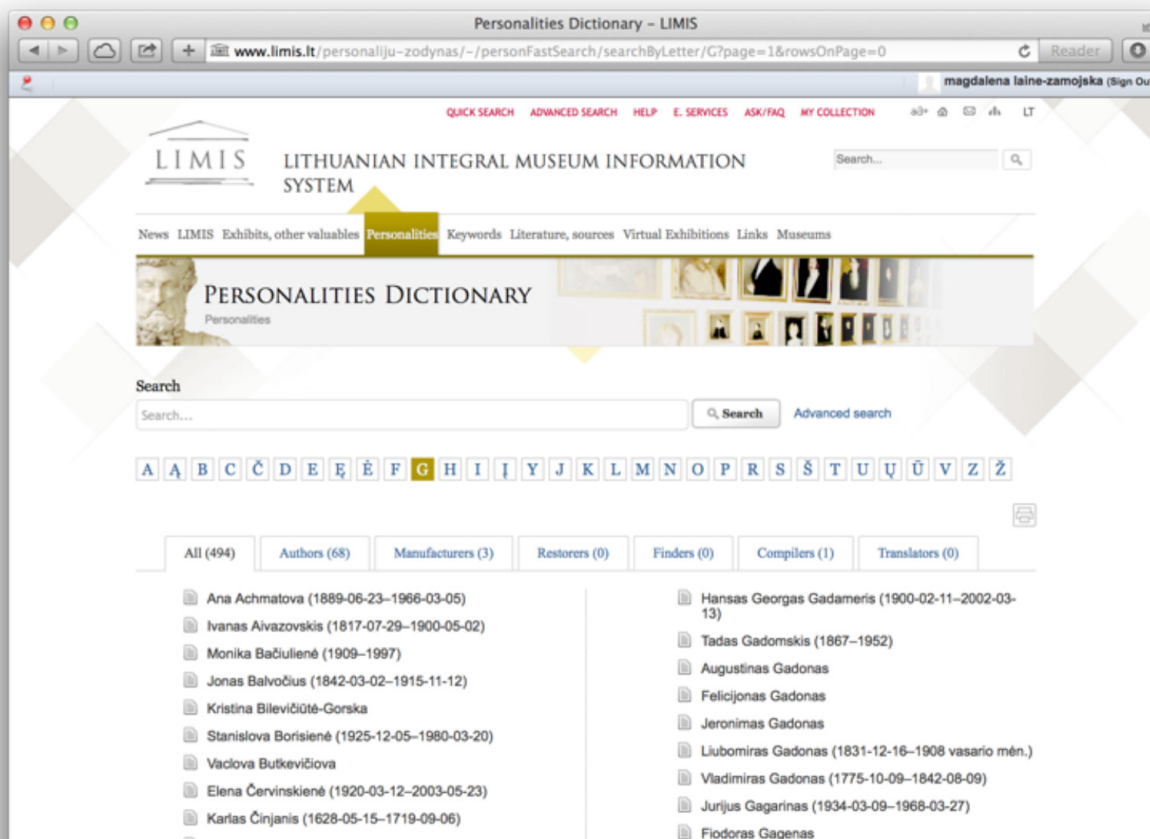 Personalities Dictionary – LIMIS
www.limis.lt/personaliju-zodynas/-/personFastSearch/searchByLetter/G?page=1&rowsOnPage=0
Reader
magdalena laine-zamojska (Sign Ou
QUICK SEARCH ADVANCED SEARCH HELP E. SERVICES ASK/FAQ MY COLLECTION LT
LIMIS
LITHUANIAN INTEGRAL MUSEUM INFORMATION
SYSTEM
Search...
News LIMIS Exhibits, other valuables Personalities Keywords Literature, sources Virtual Exhibitions Links Museums
PERSONALITIES DICTIONARY
Personalities
Search
Search...
Search
Advanced search
A Ą B C Č D E Ę Ė F G H I Į Y J K L M N O P R S Š T U Ų Ū V Z Ž
All (494) Authors (68) Manufacturers (3) Restorers (0) Finders (0) Compilers (1) Translators (0)
Ana Achmatova (1889-06-23–1966-03-05)
Ivanas Aivazovskis (1817-07-29–1900-05-02)
Monika Bačiulienė (1909–1997)
Jonas Balvočius (1842-03-02–1915-11-12)
Kristina Bilevičiūtė-Gorska
Stanislova Borisienė (1925-12-05–1980-03-20)
Vaclova Butkevičiova
Elena Červinskienė (1920-03-12–2003-05-23)
Karlas Činjanis (1628-05-15–1719-09-06)
Hansas Georgas Gadameris (1900-02-11–2002-03-
13)
Tadas Gadomskis (1867–1952)
Augustinas Gadonas
Felicijonas Gadonas
Jeronimas Gadonas
Liubomiras Gadonas (1831-12-16–1908 vasario mėn.)
Vladimiras Gadonas (1775-10-09–1842-08-09)
Jurijus Gagarinas (1934-03-09–1968-03-27)
Fiodoras Gagenas